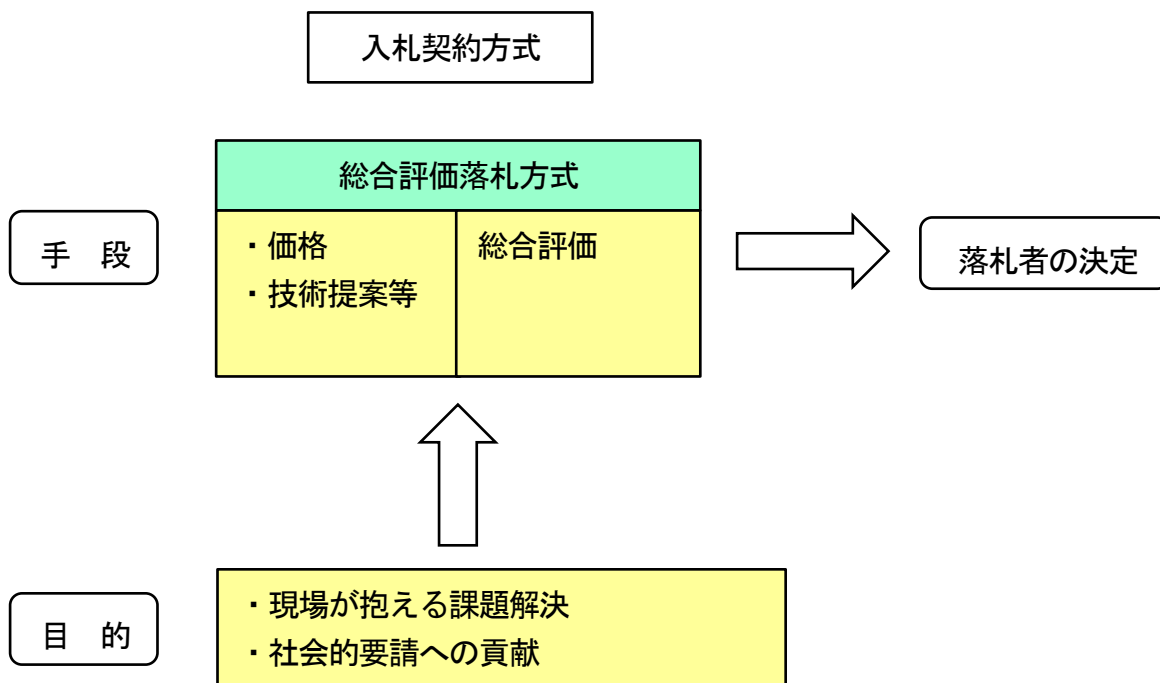 入札契約方式
総合評価落札方式
手 段
・価格
・技術提案等
総合評価
落札者の決定
目 的
・現場が抱える課題解決
・社会的要請への貢献